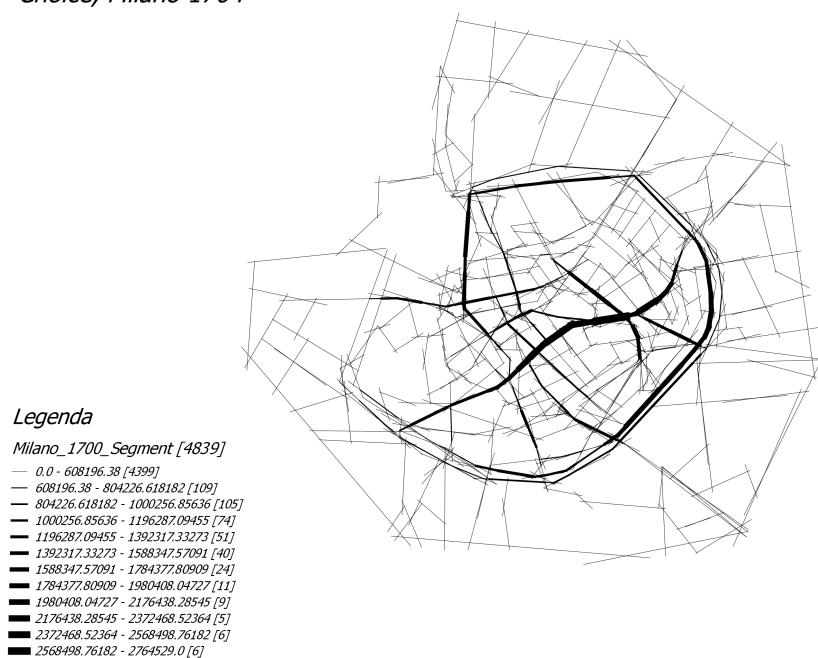 Legenda
Milano_1700_Segment [4839]
0.0 - 608196.38 [4399]
608196.38 - 804226.618182 [109]
804226.618182 - 1000256.85636 [105]
1000256.85636 - 1196287.09455 [74]
1196287.09455 - 1392317.33273 [51]
1392317.33273 - 1588347.57091 [40]
1588347.57091 - 1784377.80909 [24]
1784377.80909 - 1980408.04727 [11]
1980408.04727 - 2176438.28545 [9]
2176438.28545 - 2372468.52364 [5]
2372468.52364 - 2568498.76182 [6]
2568498.76182 - 2764529.0 [6]